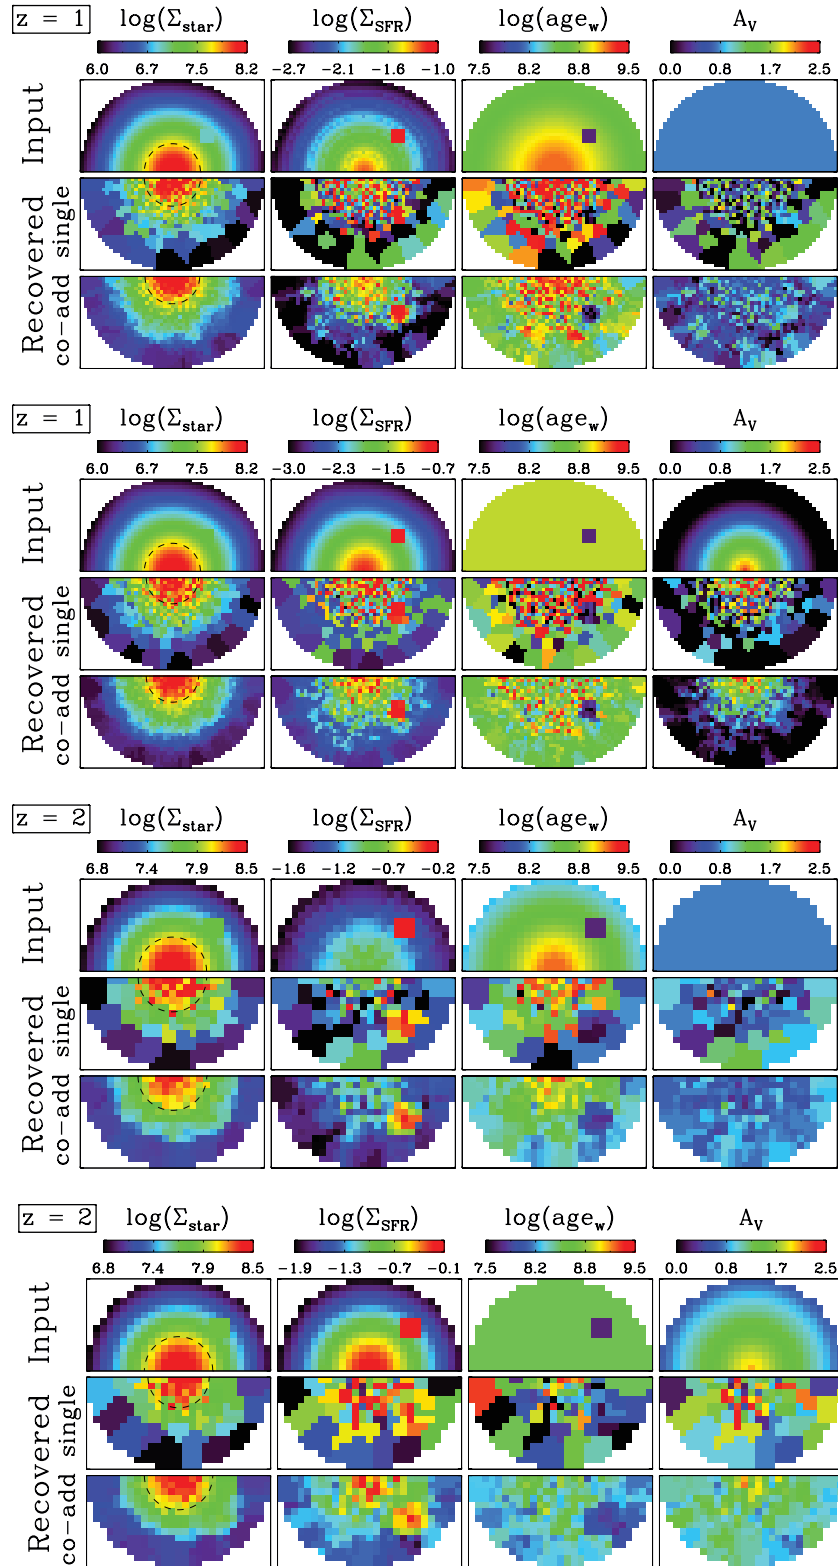 z = 1
log(Σstar) log(ΣSFR) log(agew) AV
6.0 6.7 7.5 8.2 −2.7 −2.1 −1.6 −1.0 7.5 8.2 8.8 9.5 0.0 0.8 1.7 2.5
Input
Recovered
single
co−add
z = 1
log(Σstar) log(ΣSFR) log(agew) AV
6.0 6.7 7.5 8.2 −3.0 −2.3 −1.5 −0.7 7.5 8.2 8.8 9.5 0.0 0.8 1.7 2.5
Input
Recovered
single
co−add
z = 2
log(Σstar) log(ΣSFR) log(agew) AV
6.8 7.4 7.9 8.5 −1.6 −1.2 −0.7 −0.2 7.5 8.2 8.8 9.5 0.0 0.8 1.7 2.5
Input
Recovered
single
co−add
z = 2
log(Σstar) log(ΣSFR) log(agew) AV
6.8 7.4 7.9 8.5 −1.9 −1.3 −0.7 −0.1 7.5 8.2 8.8 9.5 0.0 0.8 1.7 2.5
Input
Recovered
single
co−add